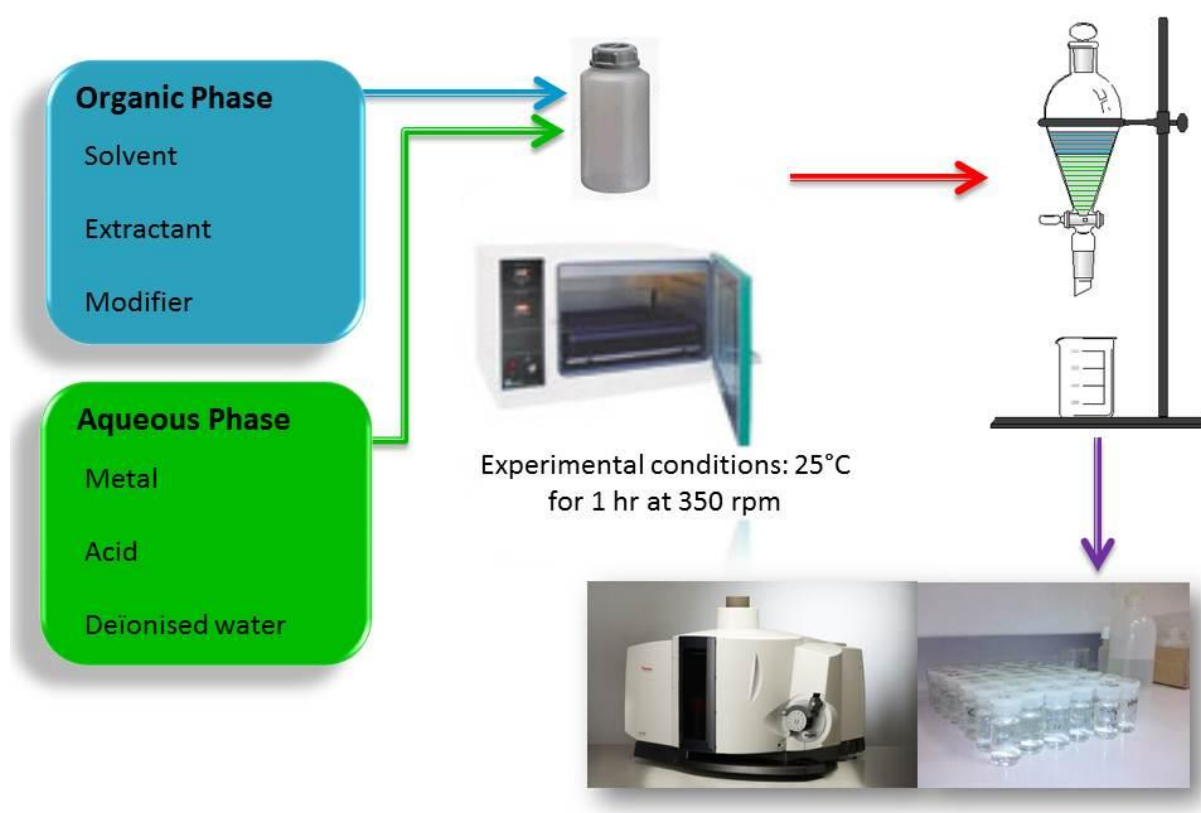 Organic Phase
Solvent
Extractant
Modifier
Aqueous Phase
Metal
Acid
Deïonised water
Experimental conditions: 25°C
for 1 hr at 350 rpm